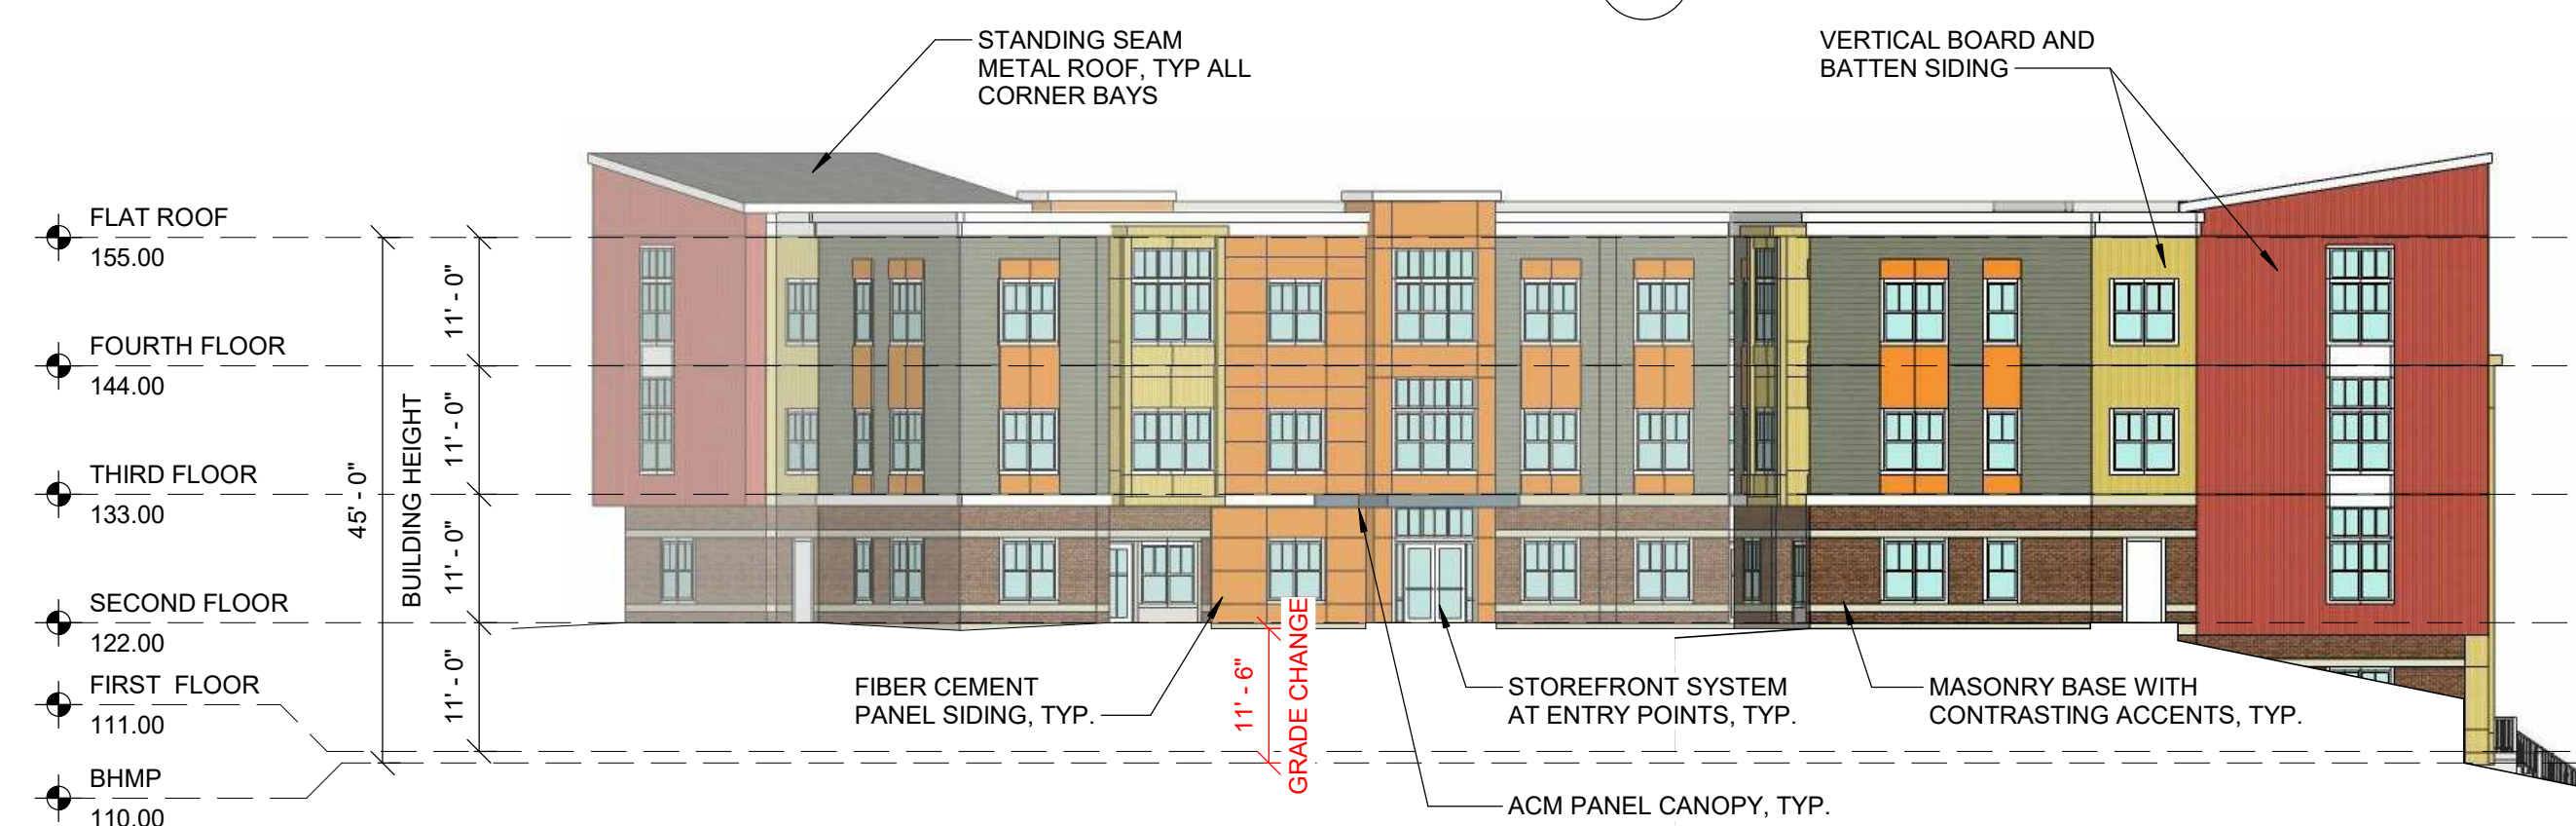 STANDING SEAM
METAL ROOF, TYP ALL
CORNER BAYS
VERTICAL BOARD AND
BATTEN SIDING
FLAT ROOF
155.00
FOURTH FLOOR
144.00
THIRD FLOOR
133.00
SECOND FLOOR
122.00
FIRST FLOOR
111.00
BHMP
110.00
45' - 0"
BUILDING HEIGHT
11' - 0"
11' - 0"
11' - 0"
11' - 0"
11' - 6"
GRADE CHANGE
FIBER CEMENT
PANEL SIDING, TYP.
STOREFRONT SYSTEM
AT ENTRY POINTS, TYP.
MASONRY BASE WITH
CONTRASTING ACCENTS, TYP.
ACM PANEL CANOPY, TYP.